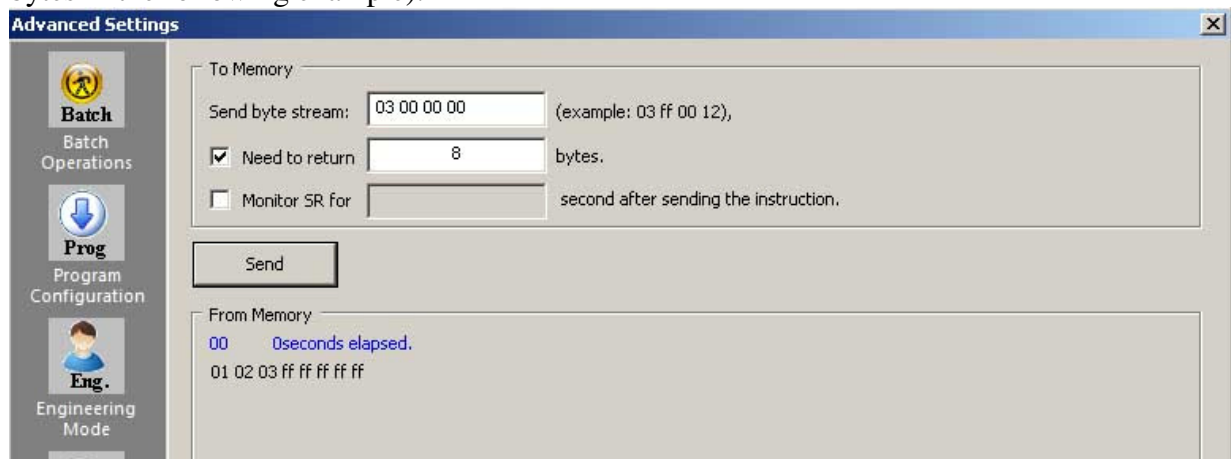 Advanced Settings
Batch
Batch
Operations
Prog
Program
Configuration
Eng.
Engineering
Mode
To Memory
Send byte stream: 03 00 00 00 (example: 03 ff 00 12),
Need to return 8 bytes.
Monitor SR for second after sending the instruction.
Send
From Memory
00 0seconds elapsed.
01 02 03 ff ff ff ff ff